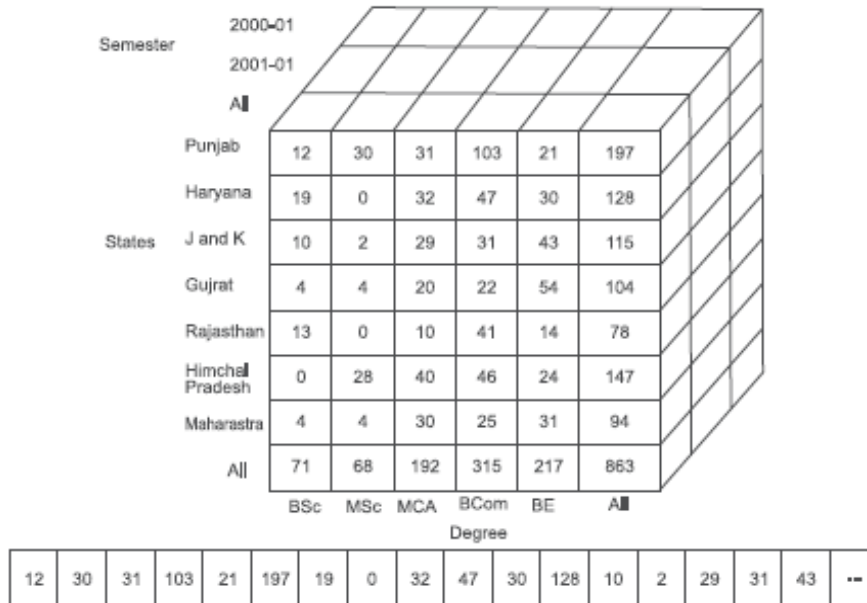 2000-01
Semester
2001-01
All
Punjab 12 30 31 103 21 197
Haryana 19 0 32 47 30 128
States J and K 10 2 29 31 43 115
Gujrat 4 4 20 22 54 104
Rajasthan 13 0 10 41 14 78
Himchal Pradesh 0 28 40 46 24 147
Maharastra 4 4 30 25 31 94
All 71 68 192 315 217 863
BSc MSc MCA BCom BE All
Degree
12 30 31 103 21 197 19 0 32 47 30 128 10 2 29 31 43 --